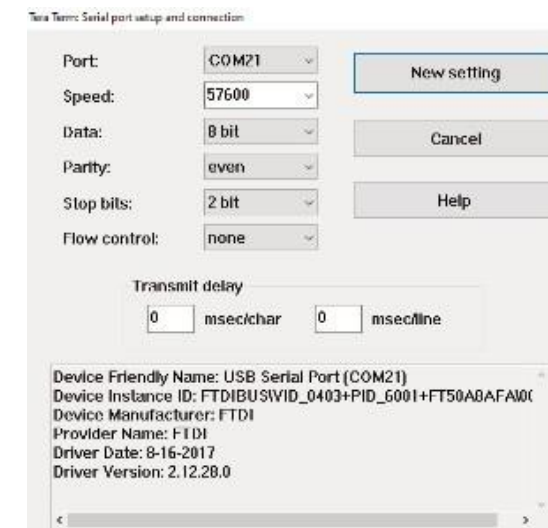 Tera Term: Serial port setup and connection
Port: COM21
New setting
Speed: 57600
Data: 8 bit
Cancel
Parity: even
Stop bits: 2 bit
Help
Flow control: none
Transmit delay
0 msec/char 0 msec/line
Device Friendly Name: USB Serial Port (COM21)
Device Instance ID: FTDIBUS\VID_0403+PID_6001+FT50A8AFA\00
Device Manufacturer: FTDI
Provider Name: FTDI
Driver Date: 8-16-2017
Driver Version: 2.12.28.0